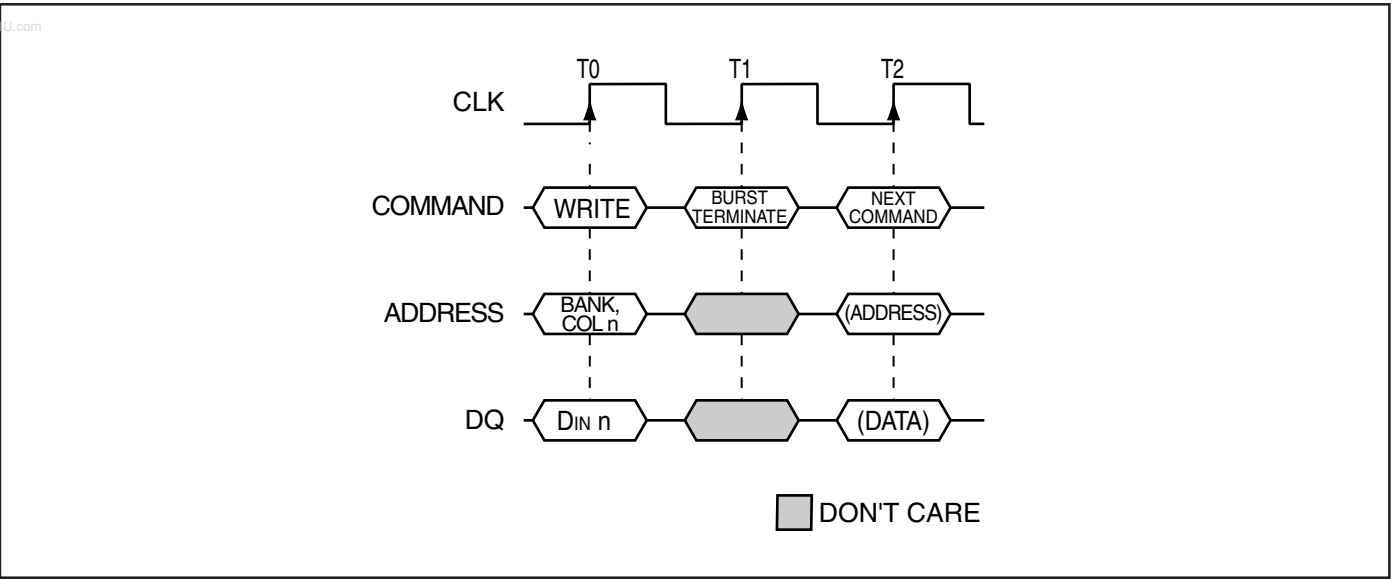 U.com
T0 T1 T2
CLK
COMMAND WRITE BURST TERMINATE NEXT COMMAND
ADDRESS BANK, COL n (ADDRESS)
DQ DIN n (DATA)
DON'T CARE